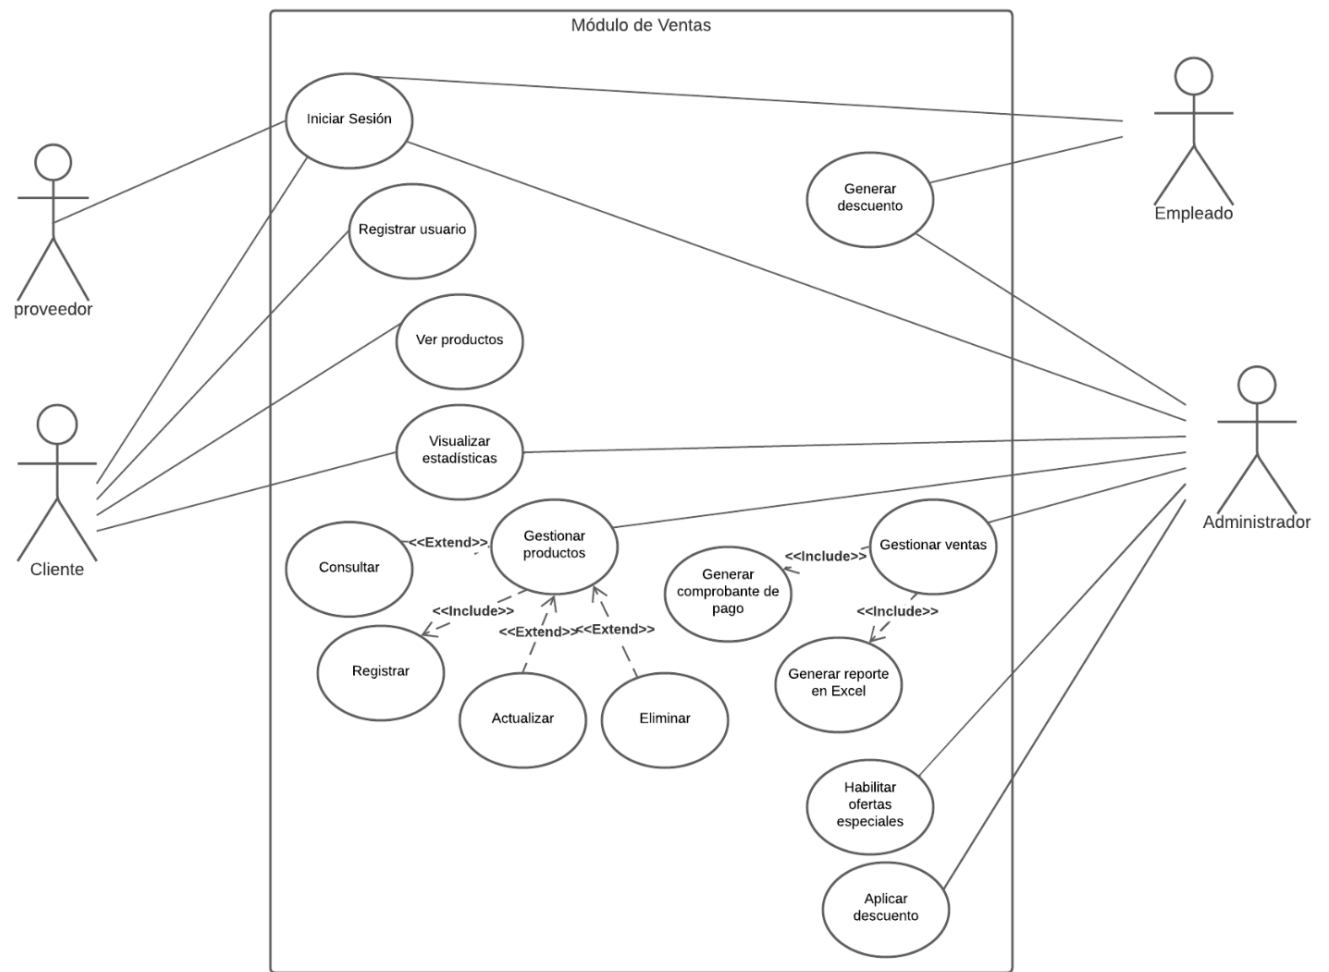 Módulo de Ventas
Iniciar Sesión
Generar
descuento
Empleado
Registrar usuario
proveedor
Ver productos
Visualizar
estadísticas
Administrador
Cliente
Consultar
<<Extend>>
Gestionar
productos
<<Include>>
Registrar
<<Extend>>
<<Extend>>
Actualizar
Eliminar
Gestionar ventas
<<Include>>
Generar
comprobante de
pago
<<Include>>
Generar reporte
en Excel
Habilitar
ofertas
especiales
Aplicar
descuento